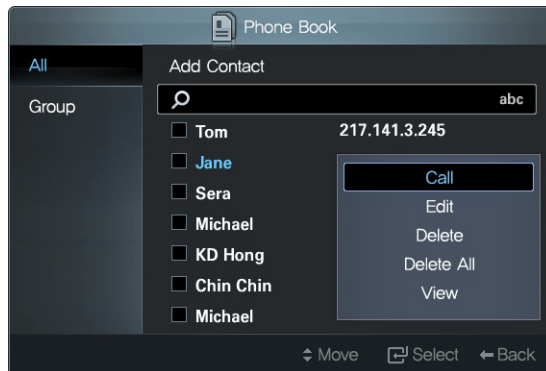 Phone Book
All
Add Contact
Group
abc
Tom 217.141.3.245
Jane
Call
Sera
Edit
Michael
Delete
KD Hong
Delete All
Chin Chin
View
Michael
Move Select Back